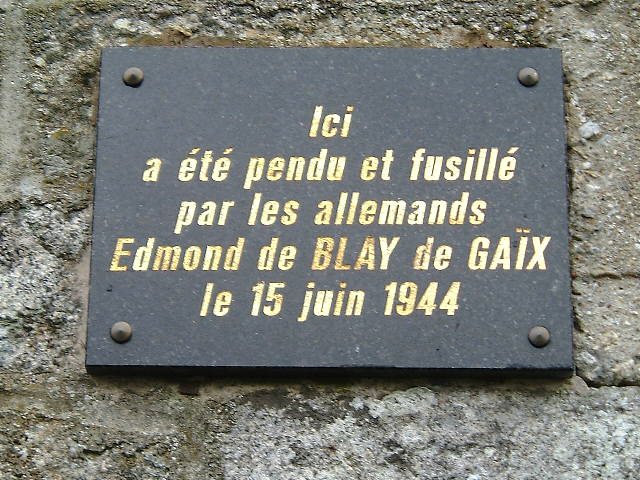 Ici
a été pendu et fusillé
par les allemands
Edmond de BLAY de GAÏX
le 15 juin 1944